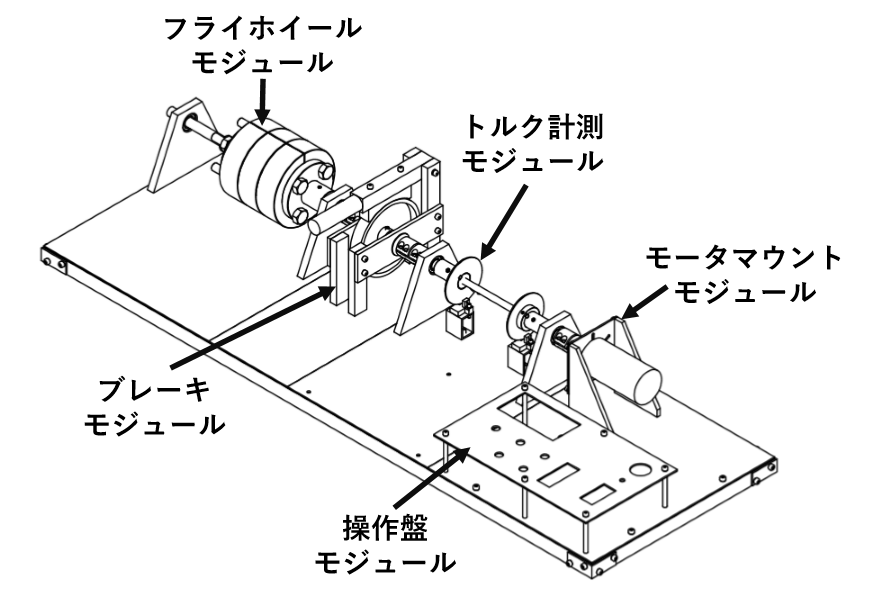 フライホイール
モジュール
トルク計測
モジュール
モータマウント
モジュール
ブレーキ
モジュール
操作盤
モジュール